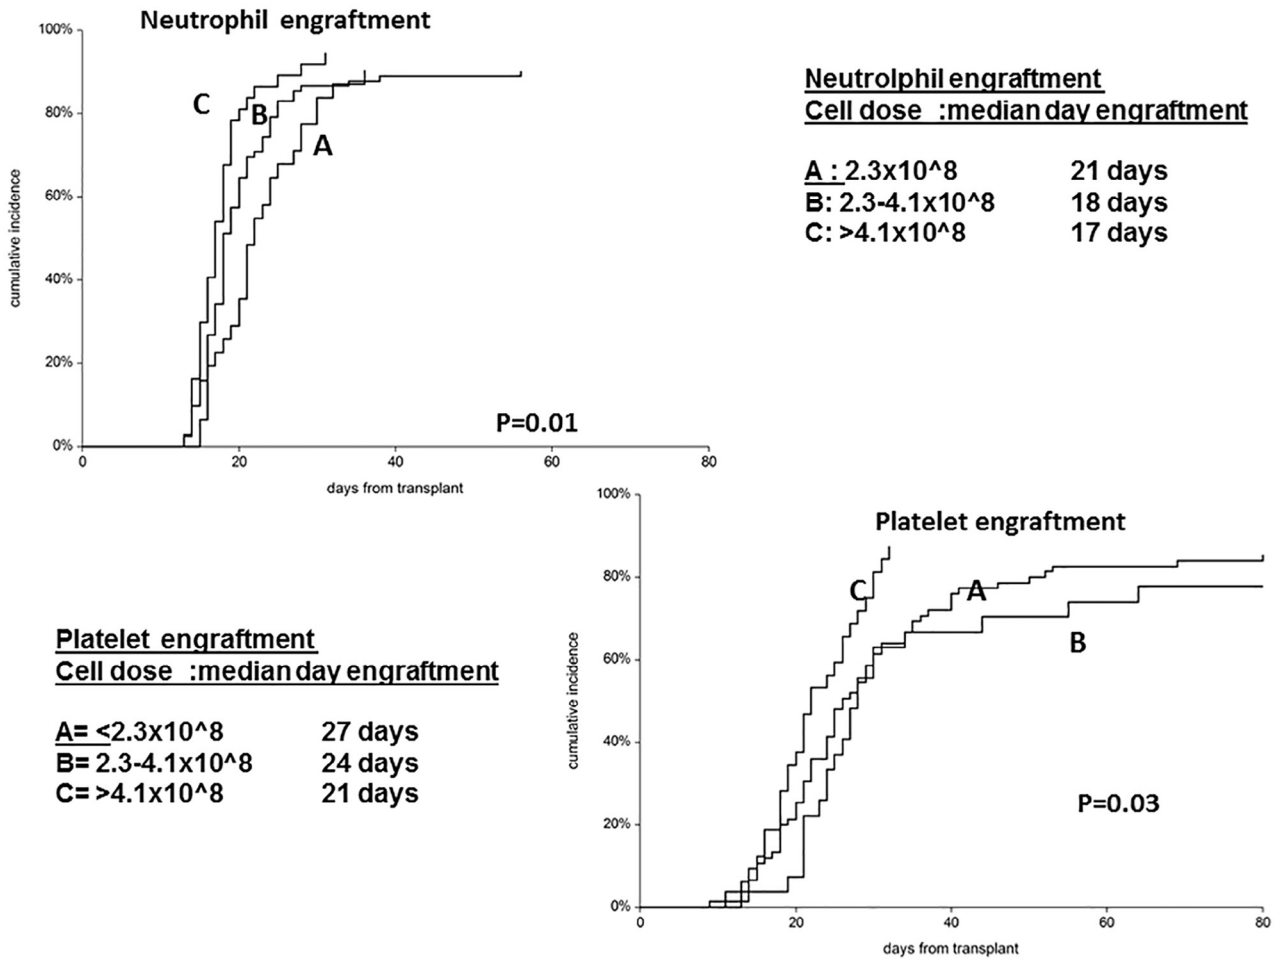 Neutrophil engraftment
100%
80%
60%
40%
20%
0%
cumulative incidence
C
B
A
P=0.01
0 20 40 60 80
days from transplant
Neutrolphil engraftment
Cell dose :median day engraftment
A : 2.3x10^8 21 days
B: 2.3-4.1x10^8 18 days
C: >4.1x10^8 17 days
Platelet engraftment
Cell dose :median day engraftment
A= <2.3x10^8 27 days
B= 2.3-4.1x10^8 24 days
C= >4.1x10^8 21 days
Platelet engraftment
100%
80%
60%
40%
20%
0%
cumulative incidence
C
A
B
P=0.03
0 20 40 60 80
days from transplant